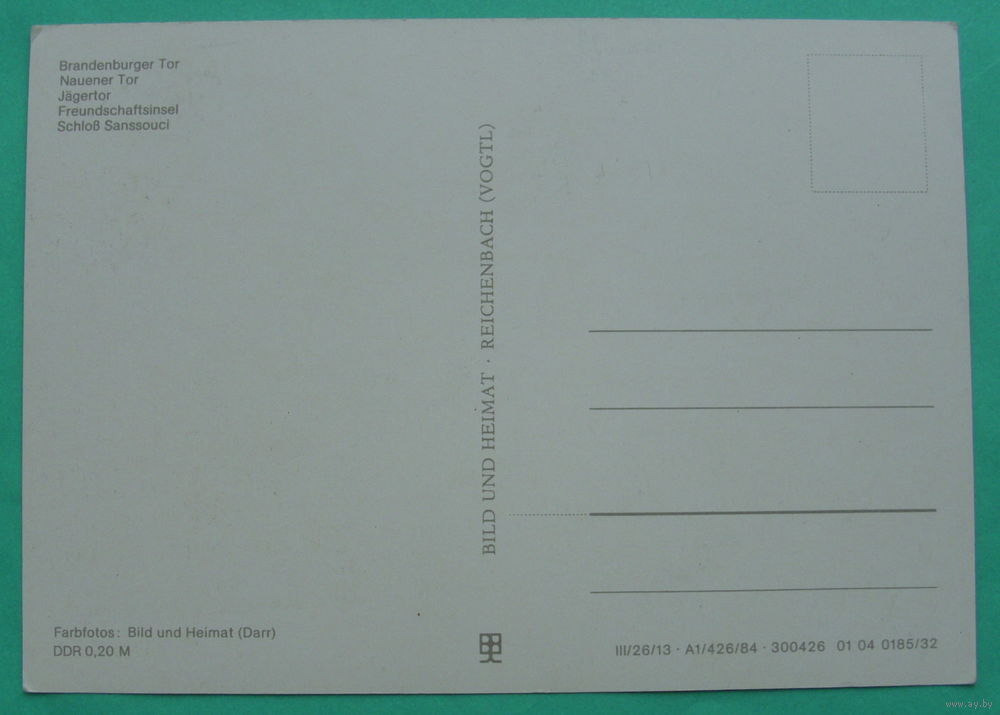 Brandenburger Tor
Nauener Tor
Jägertor
Freundschaftsinsel
Schloß Sanssouci
BILD UND HEIMAT · REICHENBACH (VOGTL)
Farbfotos: Bild und Heimat (Darr)
DDR 0,20 M
III/26/13 · A1/426/84 · 300426 01 04 0185/32
www.ay.by